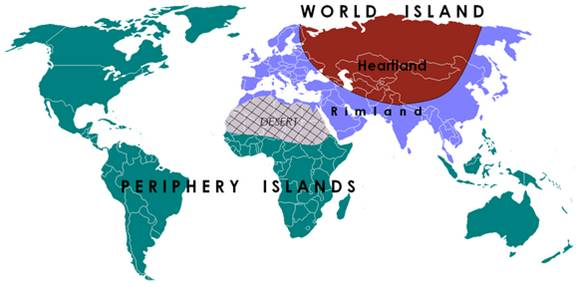 WORLD ISLAND
Heartland
Rimland
DESERT
PERIPHERY ISLANDS